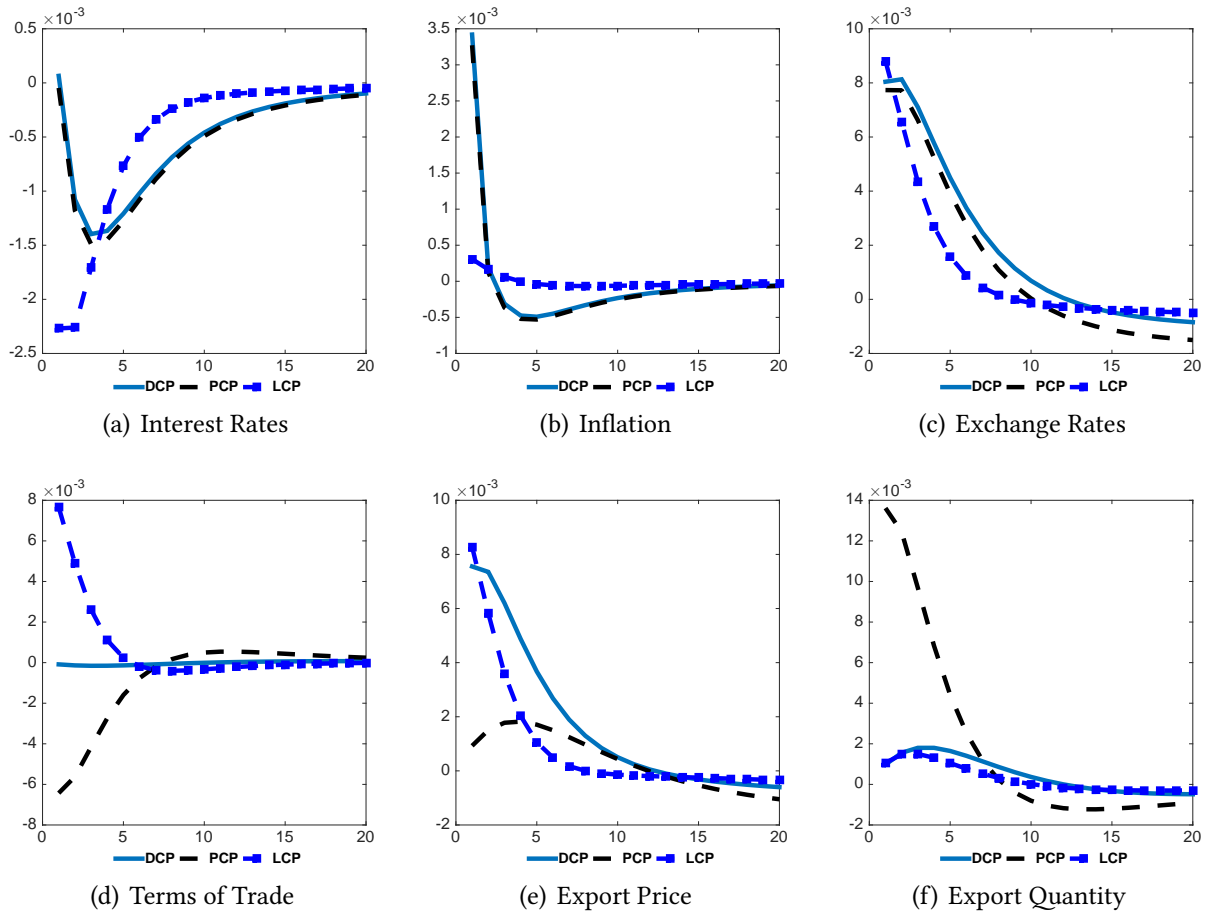 ×10-3 ×10-3 ×10-3
0.5 3.5 10
0 3 8
-0.5 2.5 6
-1 2 4
-1.5 1.5 2
-2 1 0
-2.5 0.5 -2
0
-0.5
-1
0 5 10 15 20 0 5 10 15 20 0 5 10 15 20
DCP PCP LCP DCP PCP LCP DCP PCP LCP
(a) Interest Rates (b) Inflation (c) Exchange Rates
×10-3 ×10-3 ×10-3
8 10 14
6 8 12
4 6 10
2 4 8
0 2 6
-2 0 4
-4 -2 2
-6 0
-8 -2
0 5 10 15 20 0 5 10 15 20 0 5 10 15 20
DCP PCP LCP DCP PCP LCP DCP PCP LCP
(d) Terms of Trade (e) Export Price (f) Export Quantity